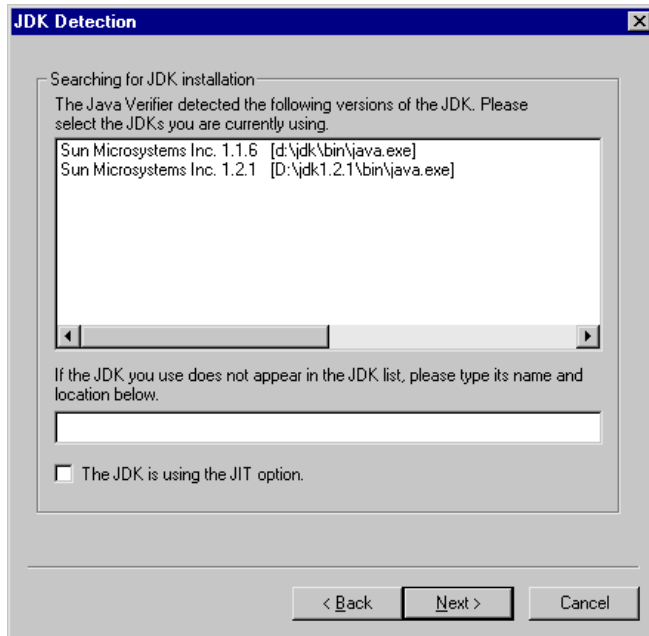 JDK Detection
Searching for JDK installation
The Java Verifier detected the following versions of the JDK. Please
select the JDKs you are currently using.
Sun Microsystems Inc. 1.1.6 [d:\jdk\bin\java.exe]
Sun Microsystems Inc. 1.2.1 [D:\jdk1.2.1\bin\java.exe]
If the JDK you use does not appear in the JDK list, please type its name and
location below.
The JDK is using the JIT option.
< Back Next > Cancel